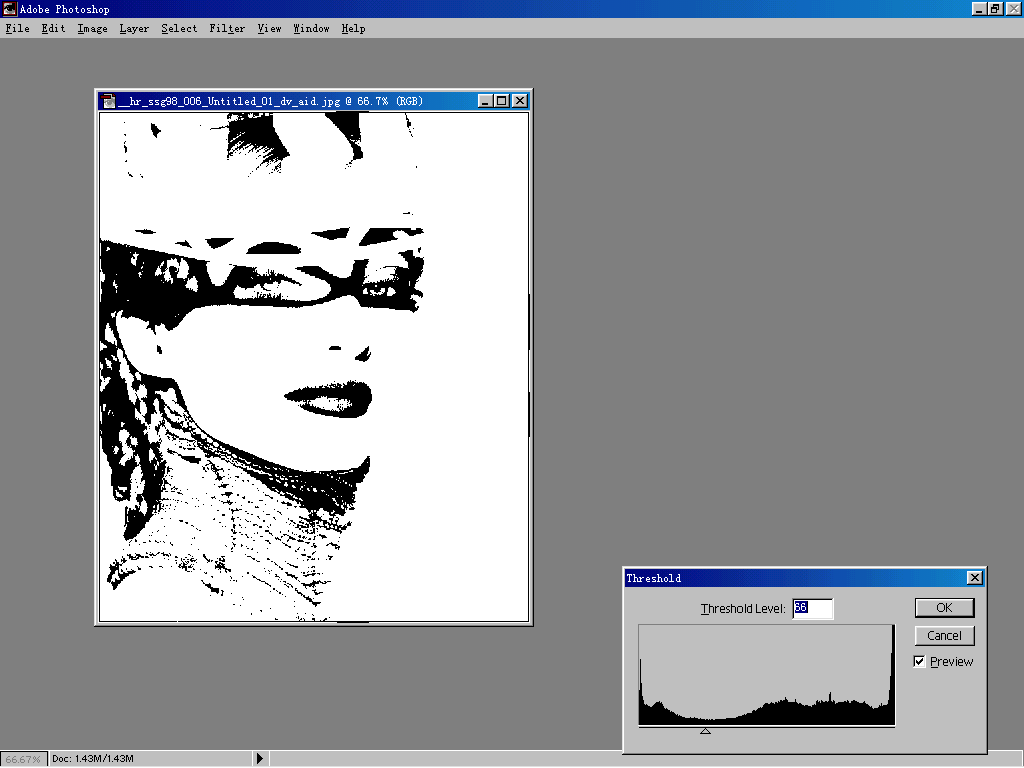 Adobe Photoshop
File Edit Image Layer Select Filter View Window Help
__hr_ssg98_006_Untitled_01_dv_aid.jpg @ 66.7% (RGB)
Threshold
Threshold Level: 66
OK
Cancel
Preview
66.67% Doc: 1.43M/1.43M